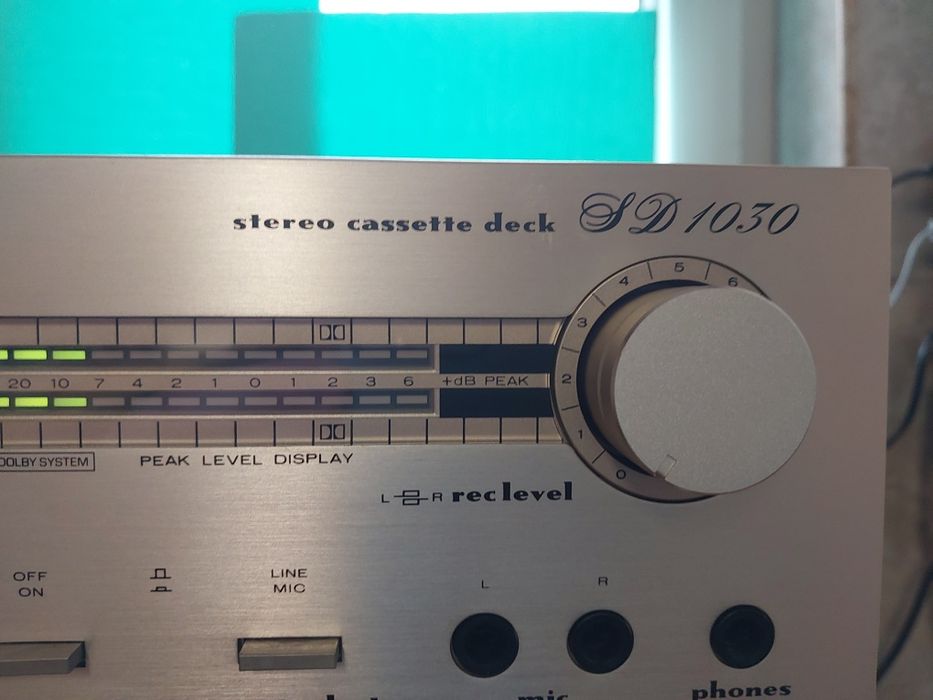 stereo cassette deck SD1030
4 5 6
3
2
1
0
20 10 7 4 2 1 0 1 2 3 6 +dB PEAK
DOLBY SYSTEM PEAK LEVEL DISPLAY
L R rec level
OFF LINE
ON MIC
L R
mic phones